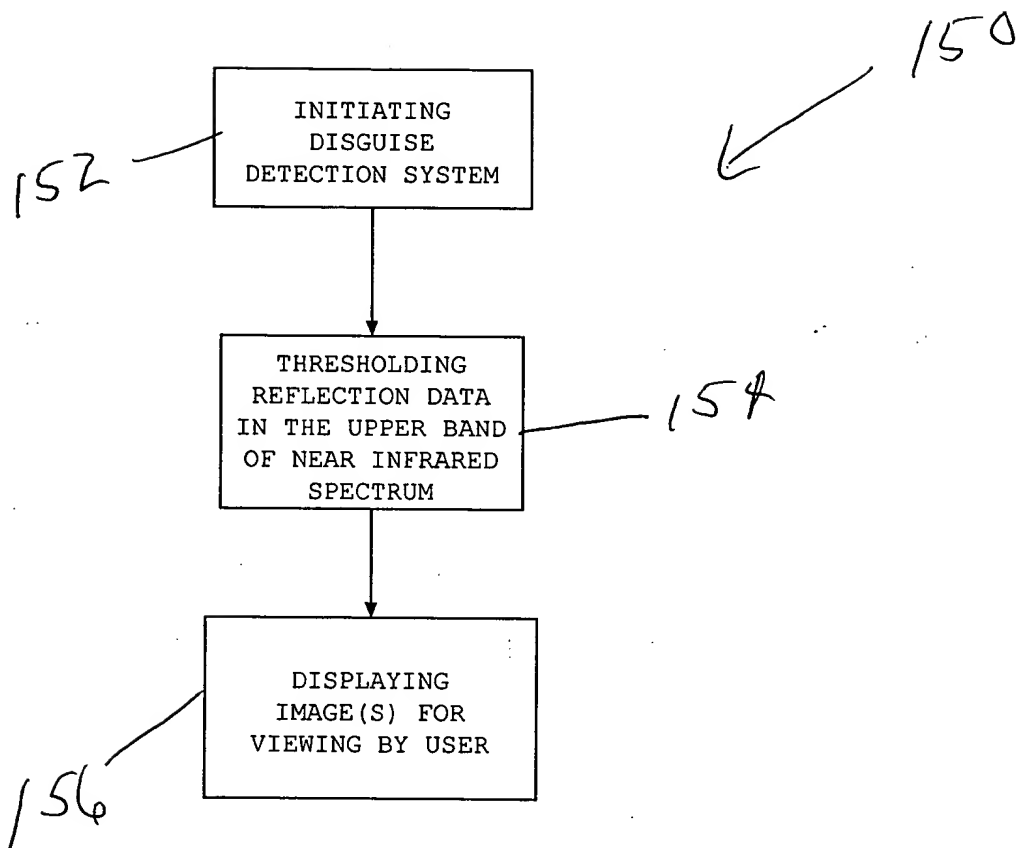 150
INITIATING
DISGUISE
DETECTION SYSTEM
152
THRESHOLDING
REFLECTION DATA
IN THE UPPER BAND
OF NEAR INFRARED
SPECTRUM
154
DISPLAYING
IMAGE(S) FOR
VIEWING BY USER
156